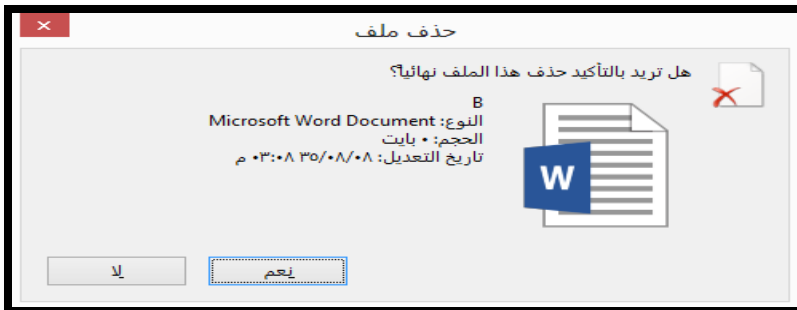 حذف ملف
هل تريد بالتأكيد حذف هذا الملف نهائياً؟
B
النوع: Microsoft Word Document
الحجم: ٠ بايت
تاريخ التعديل: ٣٥/٠٨/٠٨ ٠٣:٠٨ م
W
نعم
لا